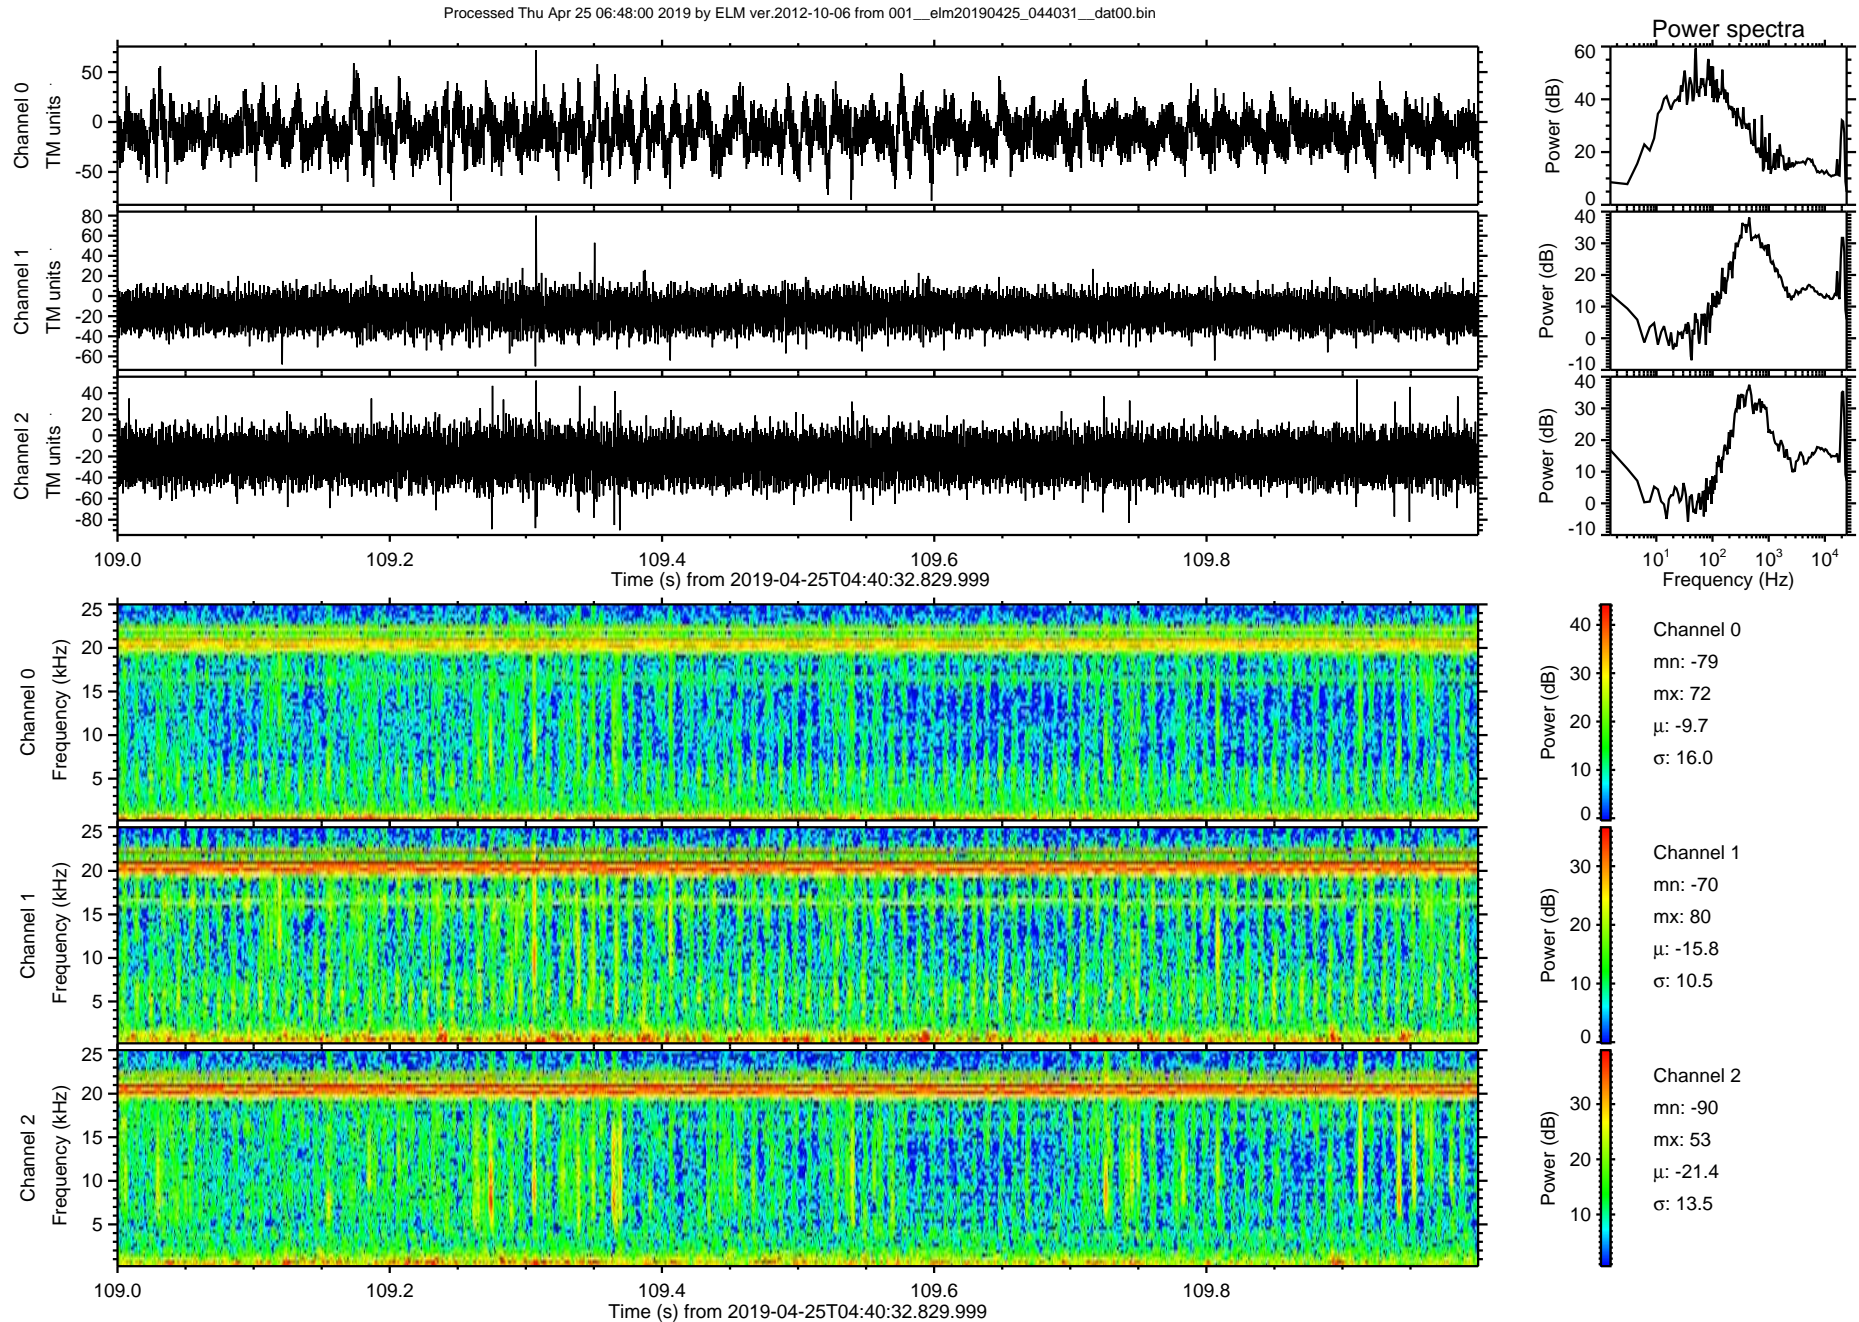 Processed Thu Apr 25 06:48:00 2019 by ELM ver.2012-10-06 from 001__elm20190425_044031__dat00.bin
Power spectra
Channel 0
TM units
50
0
-50
Power (dB)
60
40
20
0
Channel 1
TM units
80
60
40
20
0
-20
-40
-60
Power (dB)
40
30
20
10
0
-10
Channel 2
TM units
40
20
0
-20
-40
-60
-80
Power (dB)
40
30
20
10
0
-10
109.0 109.2 109.4 109.6 109.8
Time (s) from 2019-04-25T04:40:32.829.999
10^1 10^2 10^3 10^4
Frequency (Hz)
Channel 0
Frequency (kHz)
25
20
15
10
5
Power (dB)
40
30
20
10
0
Channel 0
mn: -79
mx: 72
μ: -9.7
σ: 16.0
Channel 1
Frequency (kHz)
25
20
15
10
5
Power (dB)
30
20
10
0
Channel 1
mn: -70
mx: 80
μ: -15.8
σ: 10.5
Channel 2
Frequency (kHz)
25
20
15
10
5
Power (dB)
30
20
10
Channel 2
mn: -90
mx: 53
μ: -21.4
σ: 13.5
109.0 109.2 109.4 109.6 109.8
Time (s) from 2019-04-25T04:40:32.829.999